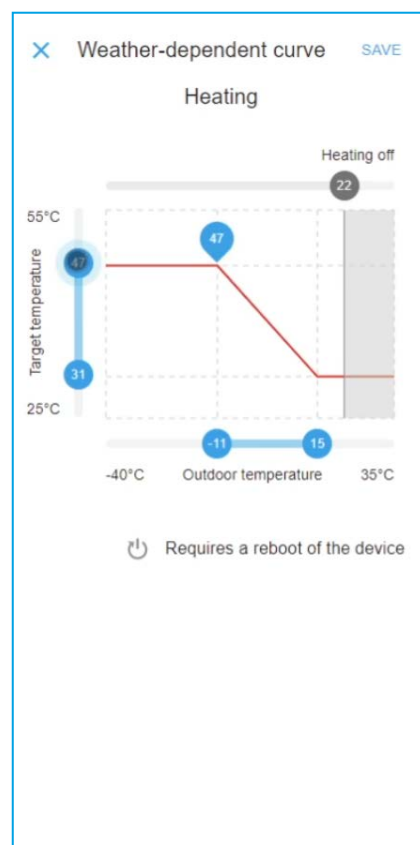 Weather-dependent curve SAVE
Heating
Heating off
22
55°C
47
47
Target temperature
31
25°C
-11 15
-40°C Outdoor temperature 35°C
Requires a reboot of the device